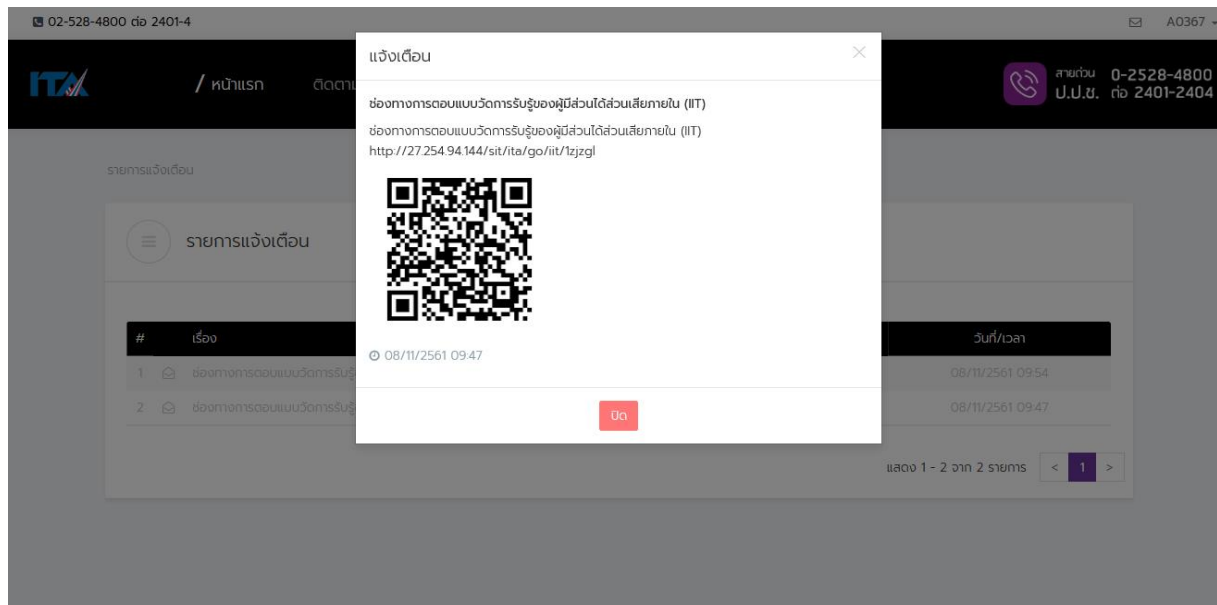 02-528-4800 ต่อ 2401-4
A0367
ITA
/ หน้าแรก
สายด่วน 0-2528-4800
ป.ป.ช. ต่อ 2401-2404
แจ้งเตือน
ช่องทางการตอบแบบวัดการรับรู้ของผู้มีส่วนได้ส่วนเสียภายใน (IIT)
ช่องทางการตอบแบบวัดการรับรู้ของผู้มีส่วนได้ส่วนเสียภายใน (IIT)
http://27.254.94.144/sit/ita/go/iit/1zjzgl
08/11/2561 09:47
ปิด
รายการแจ้งเตือน
รายการแจ้งเตือน
# เรื่อง วันที่/เวลา
1 ช่องทางการตอบแบบวัดการรับรู้ 08/11/2561 09:54
2 ช่องทางการตอบแบบวัดการรับรู้ 08/11/2561 09:47
แสดง 1 - 2 จาก 2 รายการ < 1 >